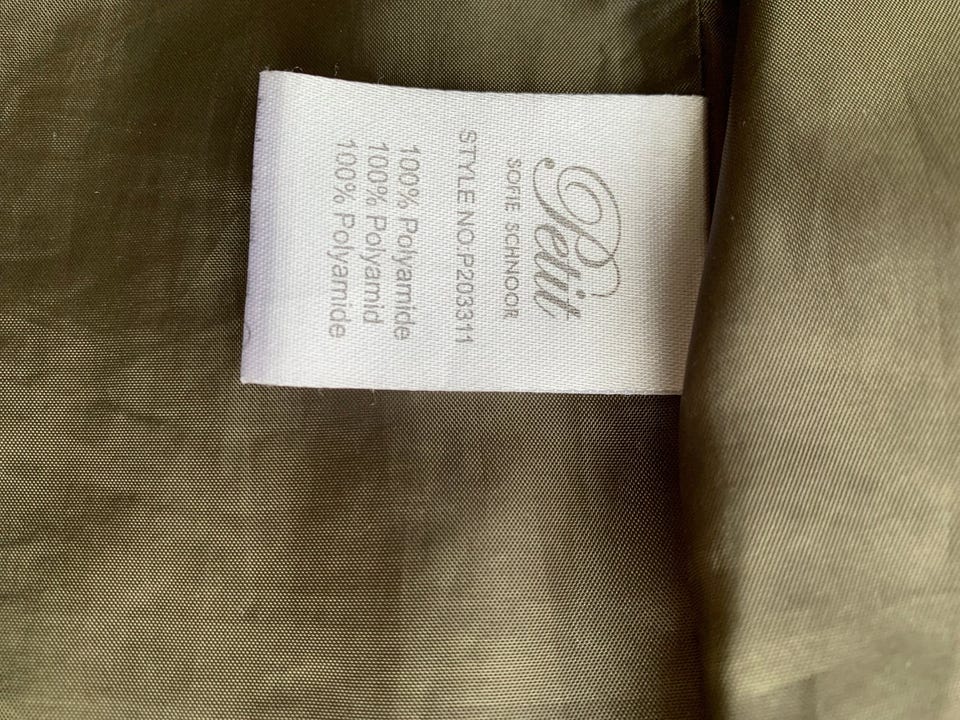 Petit
SOFIE SCHNOOR
STYLE NO.P203311
100% Polyamide
100% Polyamid
100% Polyamide